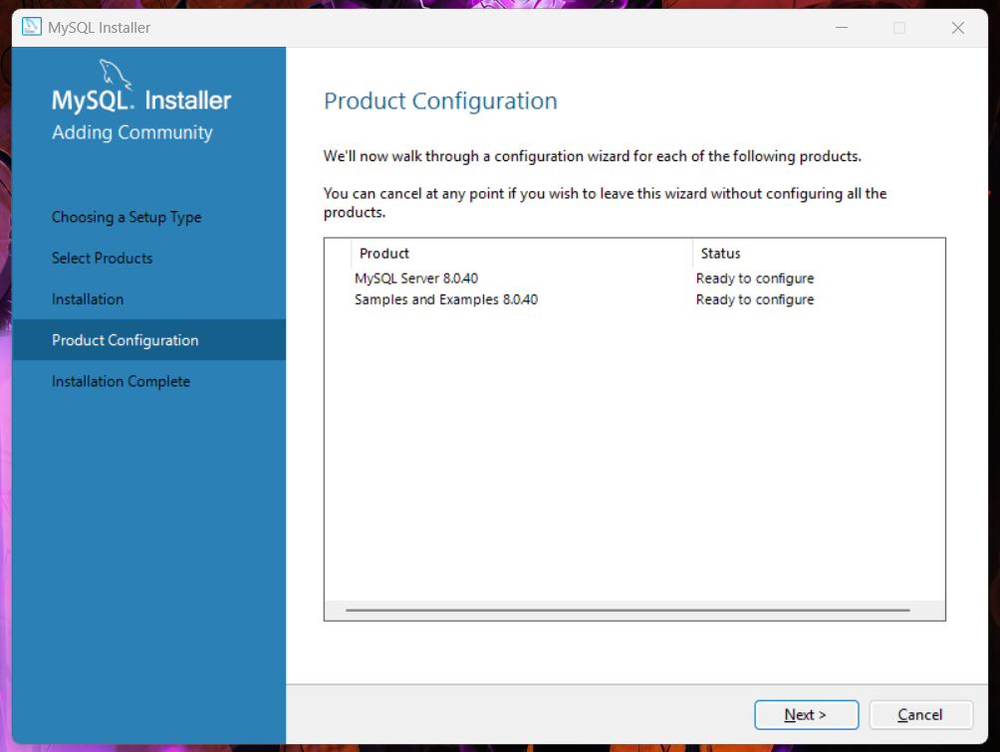 MySQL Installer
MySQL. Installer
Adding Community
Choosing a Setup Type
Select Products
Installation
Product Configuration
Installation Complete
Product Configuration
We'll now walk through a configuration wizard for each of the following products.
You can cancel at any point if you wish to leave this wizard without configuring all the
products.
Product Status
MySQL Server 8.0.40 Ready to configure
Samples and Examples 8.0.40 Ready to configure
Next > Cancel